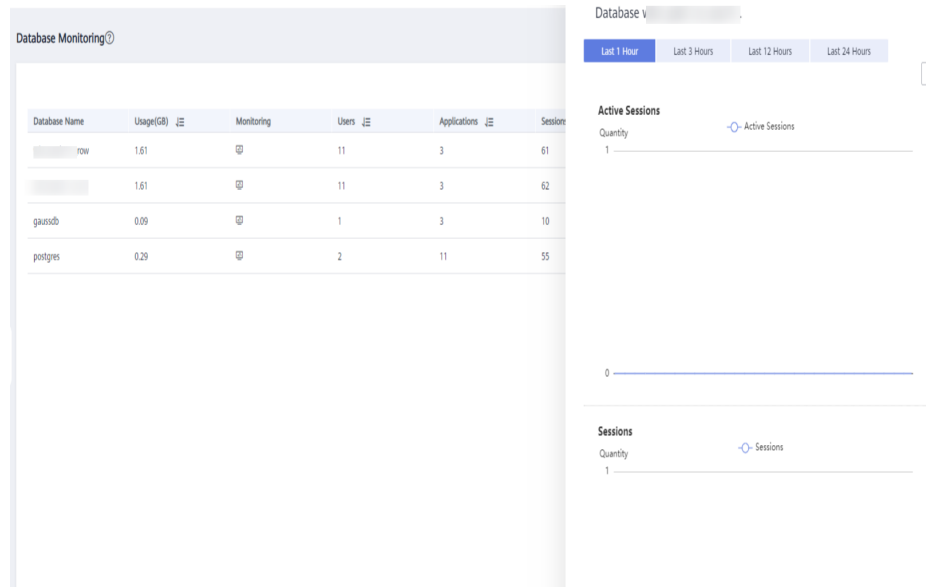 Database Monitoring
Database Name Usage(GB) Monitoring Users Applications Sessions
row 1.61 11 3 61
1.61 11 3 62
gaussdb 0.09 1 3 10
postgres 0.29 2 11 55
Database
Last 1 Hour Last 3 Hours Last 12 Hours Last 24 Hours
Active Sessions
Quantity
Active Sessions
1
0
Sessions
Quantity
Sessions
1